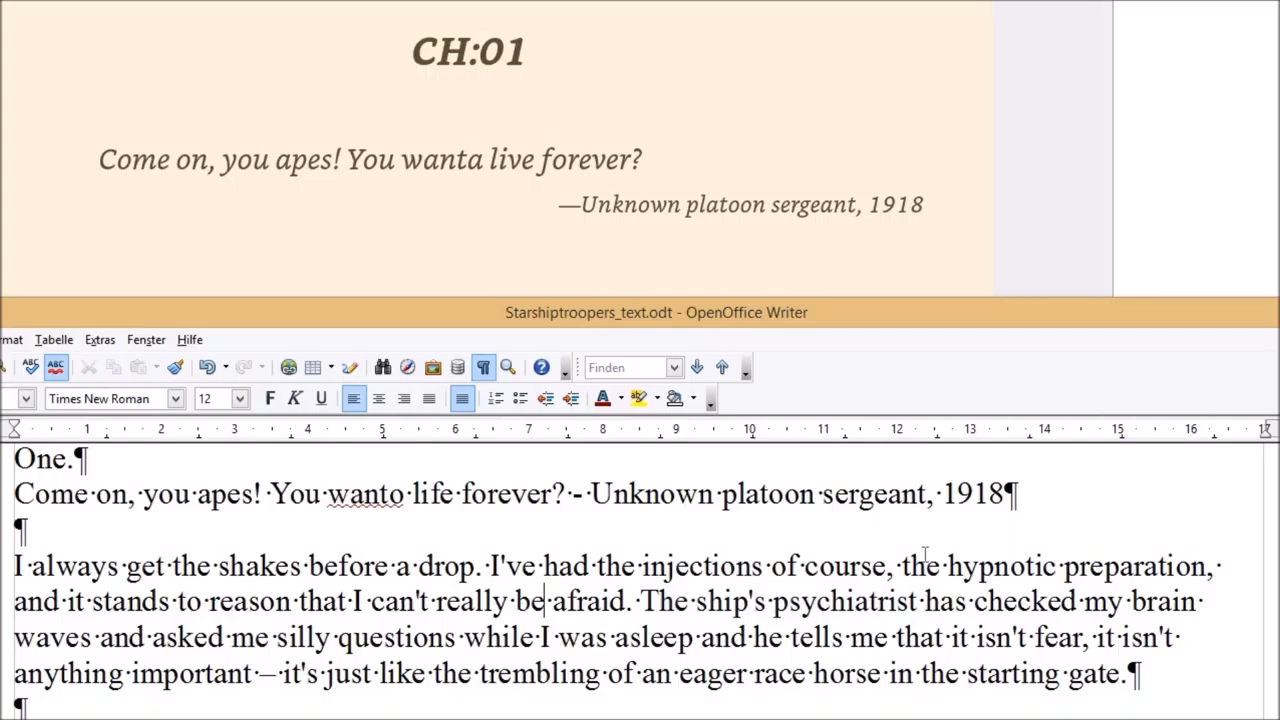 CH:01
Come on, you apes! You wanta live forever?
—Unknown platoon sergeant, 1918
Starshiptroopers_text.odt - OpenOffice Writer
Tabelle Extras Fenster Hilfe
ABC ABC Finden
Times New Roman 12 F K U A
1 2 3 4 5 6 7 8 9 10 11 12 13 14 15 16 17
One.¶
Come·on,·you·apes!·You·wanto·life·forever?·-·Unknown·platoon·sergeant,·1918¶
¶
I·always·get·the·shakes·before·a·drop.·I've·had·the·injections·of·course,·the·hypnotic·preparation,·
and·it·stands·to·reason·that·I·can't·really·be·afraid.·The·ship's·psychiatrist·has·checked·my·brain·
waves·and·asked·me·silly·questions·while·I·was·asleep·and·he·tells·me·that·it·isn't·fear,·it·isn't·
anything·important·–·it's·just·like·the·trembling·of·an·eager·race·horse·in·the·starting·gate.¶
¶